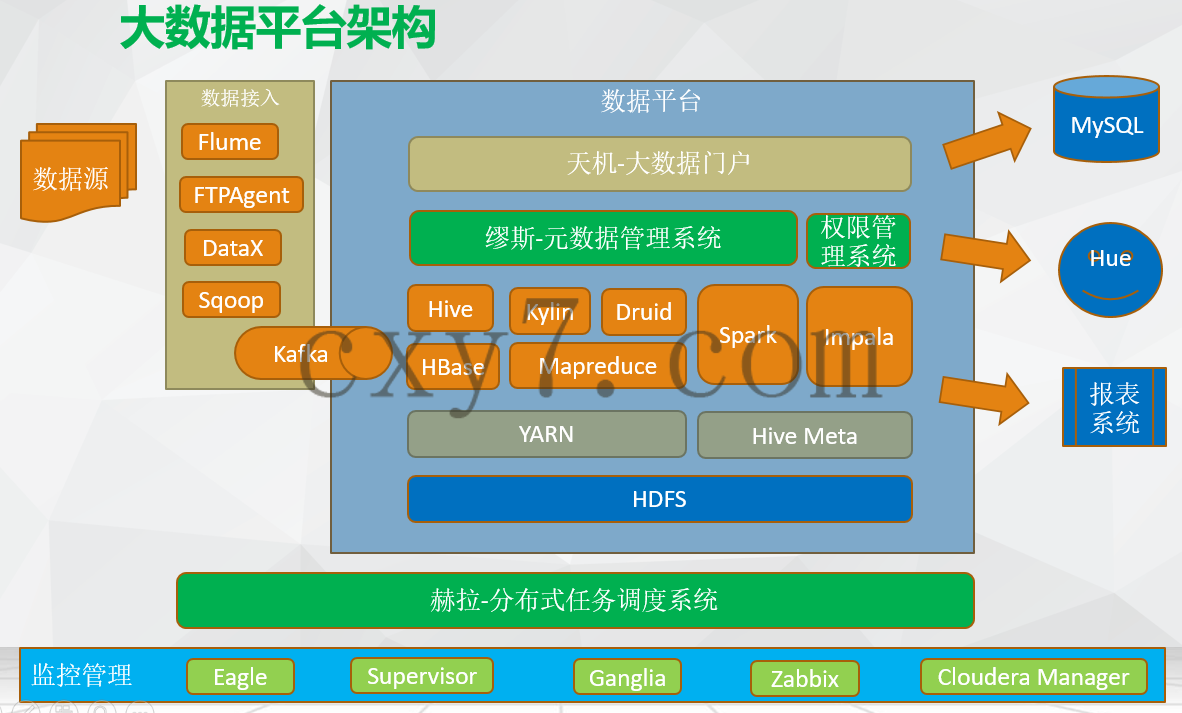 大数据平台架构
数据源
数据接入
Flume
FTPAgent
DataX
Sqoop
Kafka
数据平台
天机-大数据门户
缪斯-元数据管理系统
权限管
理系统
Hive
Kylin
Druid
Spark
Impala
HBase
Mapreduce
YARN
Hive Meta
HDFS
MySQL
Hue
报表
系统
cxy7.com
赫拉-分布式任务调度系统
监控管理
Eagle
Supervisor
Ganglia
Zabbix
Cloudera Manager